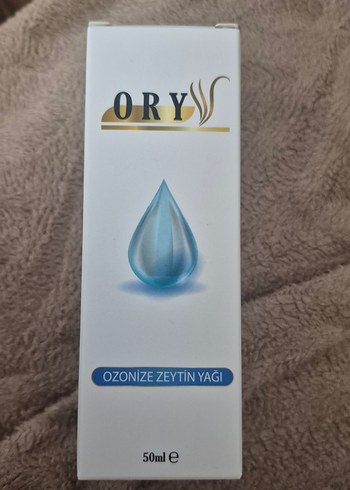 ORY
OZONİZE ZEYTİN YAĞI
50ml ℮